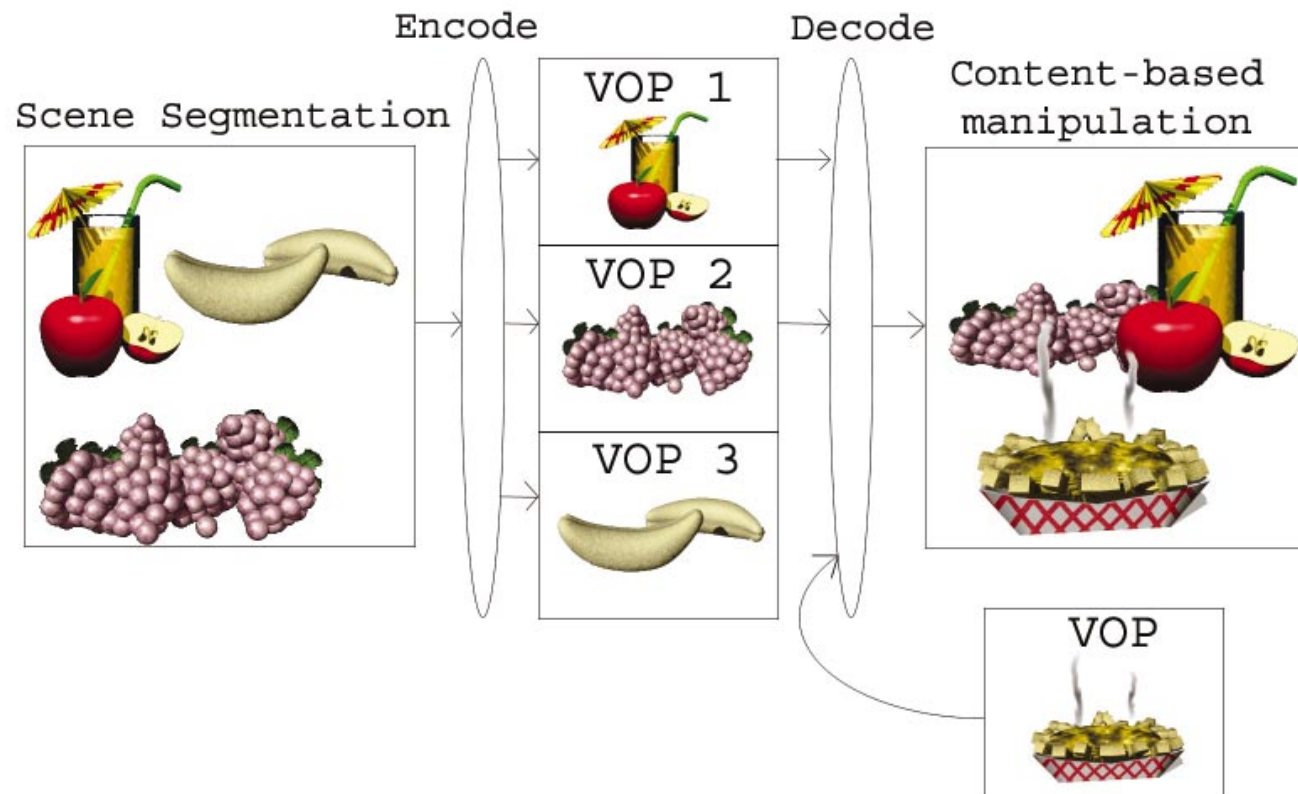 Scene Segmentation
Encode
VOP 1
VOP 2
VOP 3
Decode
Content-based
manipulation
VOP